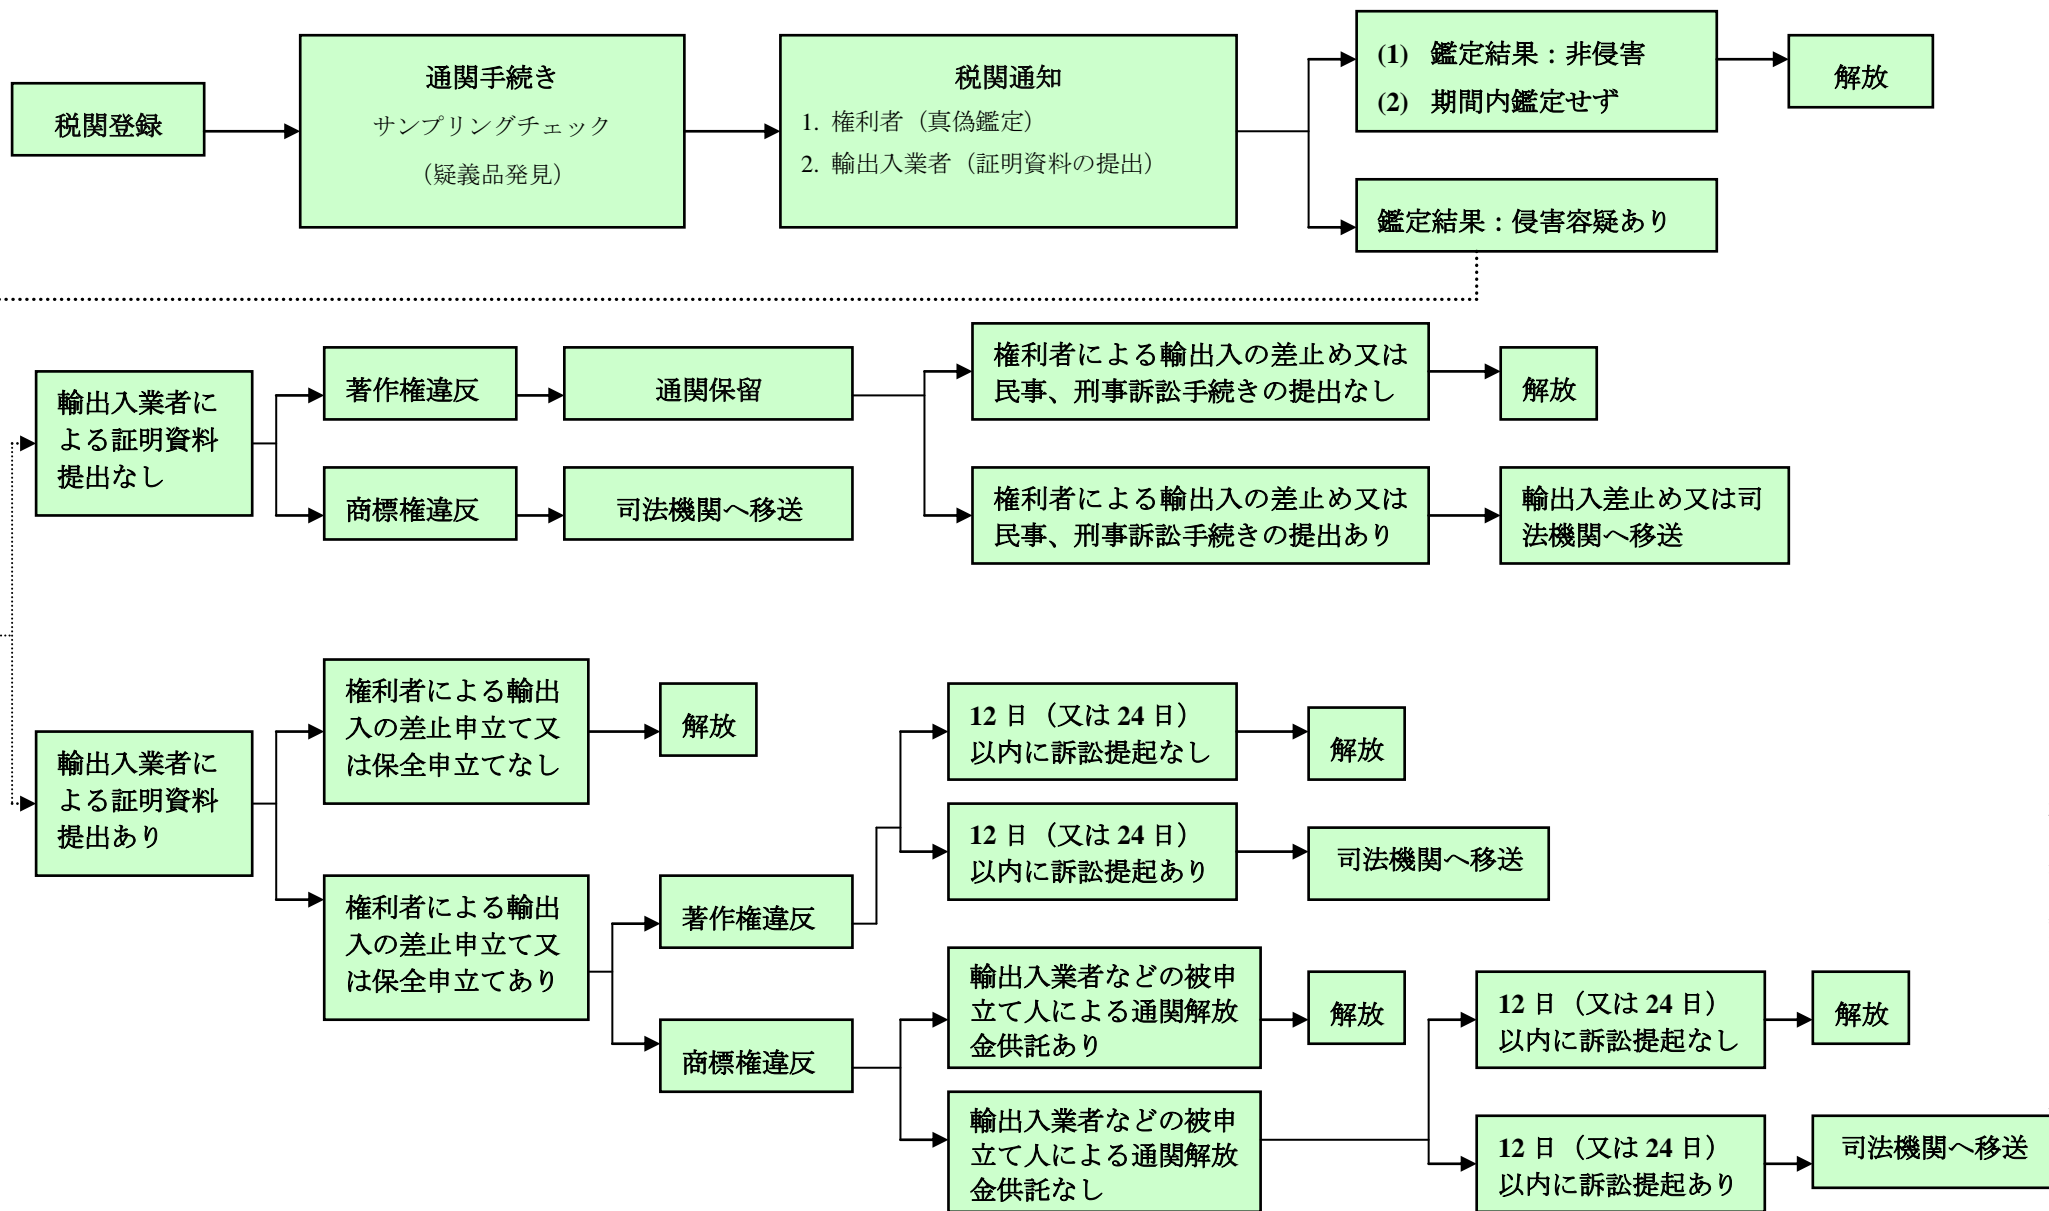 税関登録
通関手続き
サンプリングチェック
（疑義品発見）
税関通知
1. 権利者（真偽鑑定）
2. 輸出入業者（証明資料の提出）
(1) 鑑定結果：非侵害
(2) 期間内鑑定せず
解放
鑑定結果：侵害容疑あり
輸出入業者に
よる証明資料
提出なし
著作権違反
通関保留
権利者による輸出入の差止め又は
民事、刑事訴訟手続きの提出なし
解放
商標権違反
司法機関へ移送
権利者による輸出入の差止め又は
民事、刑事訴訟手続きの提出あり
輸出入差止め又は司
法機関へ移送
輸出入業者に
よる証明資料
提出あり
権利者による輸出
入の差止申立て又
は保全申立てなし
解放
権利者による輸出
入の差止申立て又
は保全申立てあり
著作権違反
12 日（又は 24 日）
以内に訴訟提起なし
解放
12 日（又は 24 日）
以内に訴訟提起あり
司法機関へ移送
商標権違反
輸出入業者などの被申
立て人による通関解放
金供託あり
解放
輸出入業者などの被申
立て人による通関解放
金供託なし
12 日（又は 24 日）
以内に訴訟提起なし
解放
12 日（又は 24 日）
以内に訴訟提起あり
司法機関へ移送